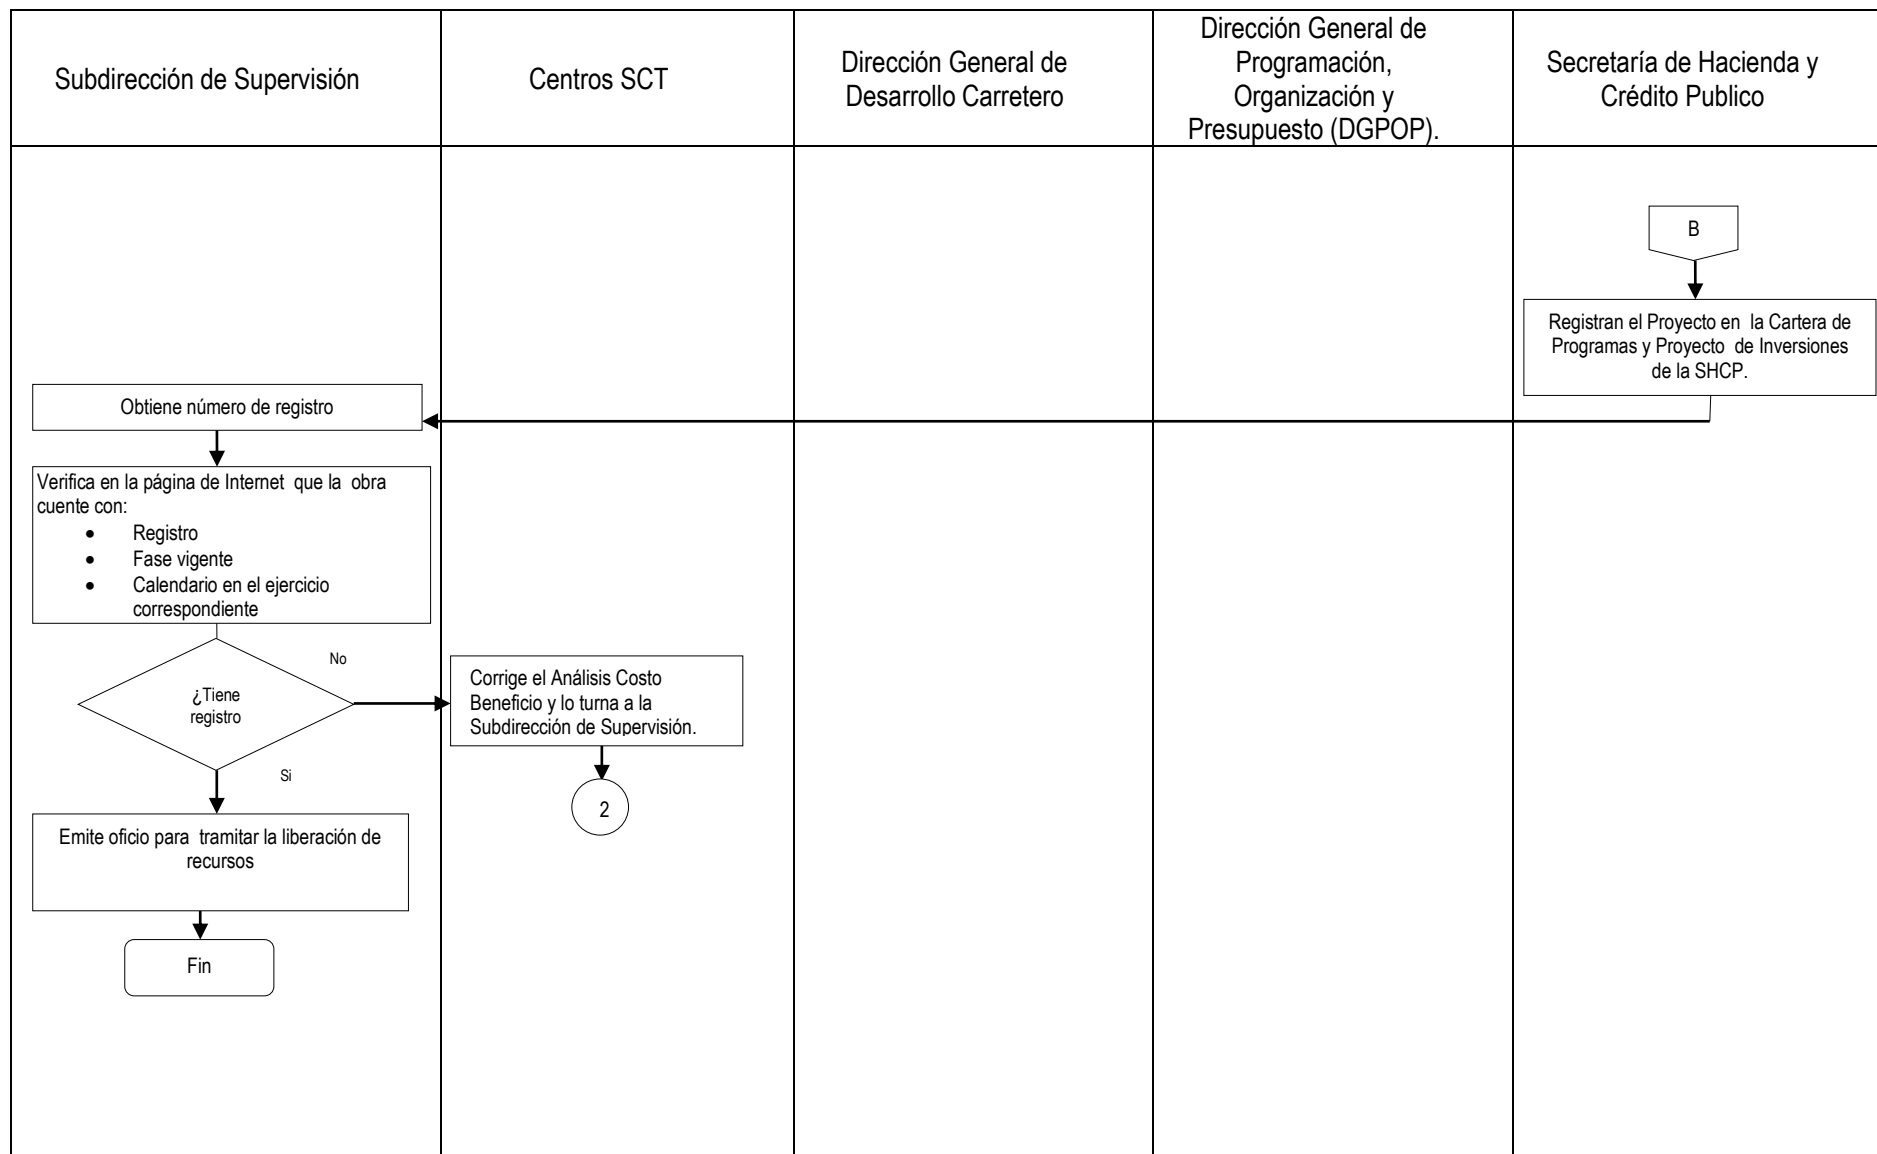 Subdirección de Supervisión
Centros SCT
Dirección General de
Desarrollo Carretero
Dirección General de
Programación,
Organización y
Presupuesto (DGPOP).
Secretaría de Hacienda y
Crédito Publico
B
Registran el Proyecto en la Cartera de
Programas y Proyecto de Inversiones
de la SHCP.
Obtiene número de registro
Verifica en la página de Internet que la obra
cuente con:
• Registro
• Fase vigente
• Calendario en el ejercicio
correspondiente
No
¿Tiene
registro
Corrige el Análisis Costo
Beneficio y lo turna a la
Subdirección de Supervisión.
Si
2
Emite oficio para tramitar la liberación de
recursos
Fin